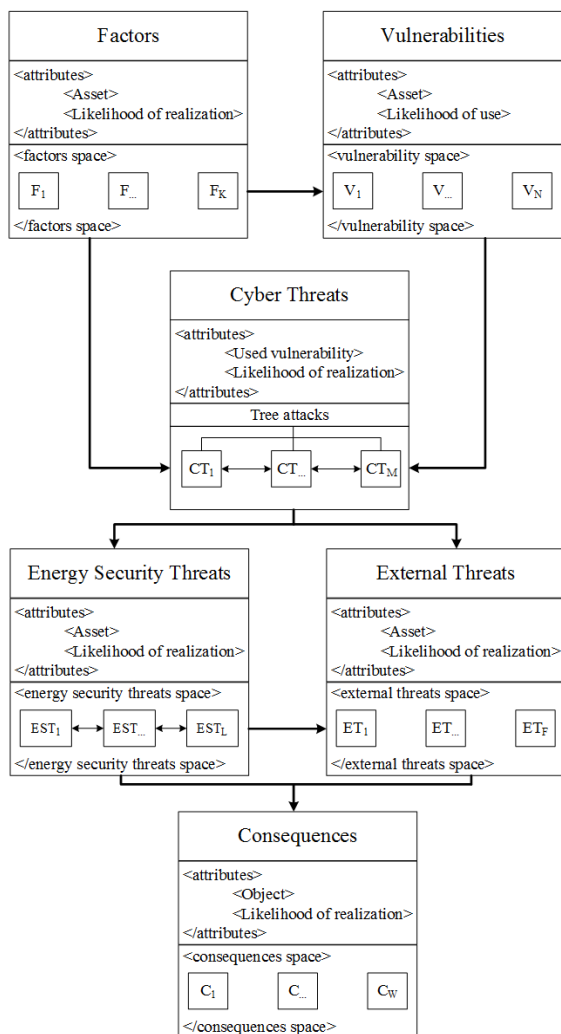 Factors
<attributes>
<Asset>
<Likelihood of realization>
</attributes>
<factors space>
F1 F... FK
</factors space>
Vulnerabilities
<attributes>
<Asset>
<Likelihood of use>
</attributes>
<vulnerability space>
V1 V... VN
</vulnerability space>
Cyber Threats
<attributes>
<Used vulnerability>
<Likelihood of realization>
</attributes>
Tree attacks
CT1 CT... CTM
Energy Security Threats
<attributes>
<Asset>
<Likelihood of realization>
</attributes>
<energy security threats space>
EST1 EST... ESTL
</energy security threats space>
External Threats
<attributes>
<Asset>
<Likelihood of realization>
</attributes>
<external threats space>
ET1 ET... ETF
</external threats space>
Consequences
<attributes>
<Object>
<Likelihood of realization>
</attributes>
<consequences space>
C1 C... CW
</consequences space>